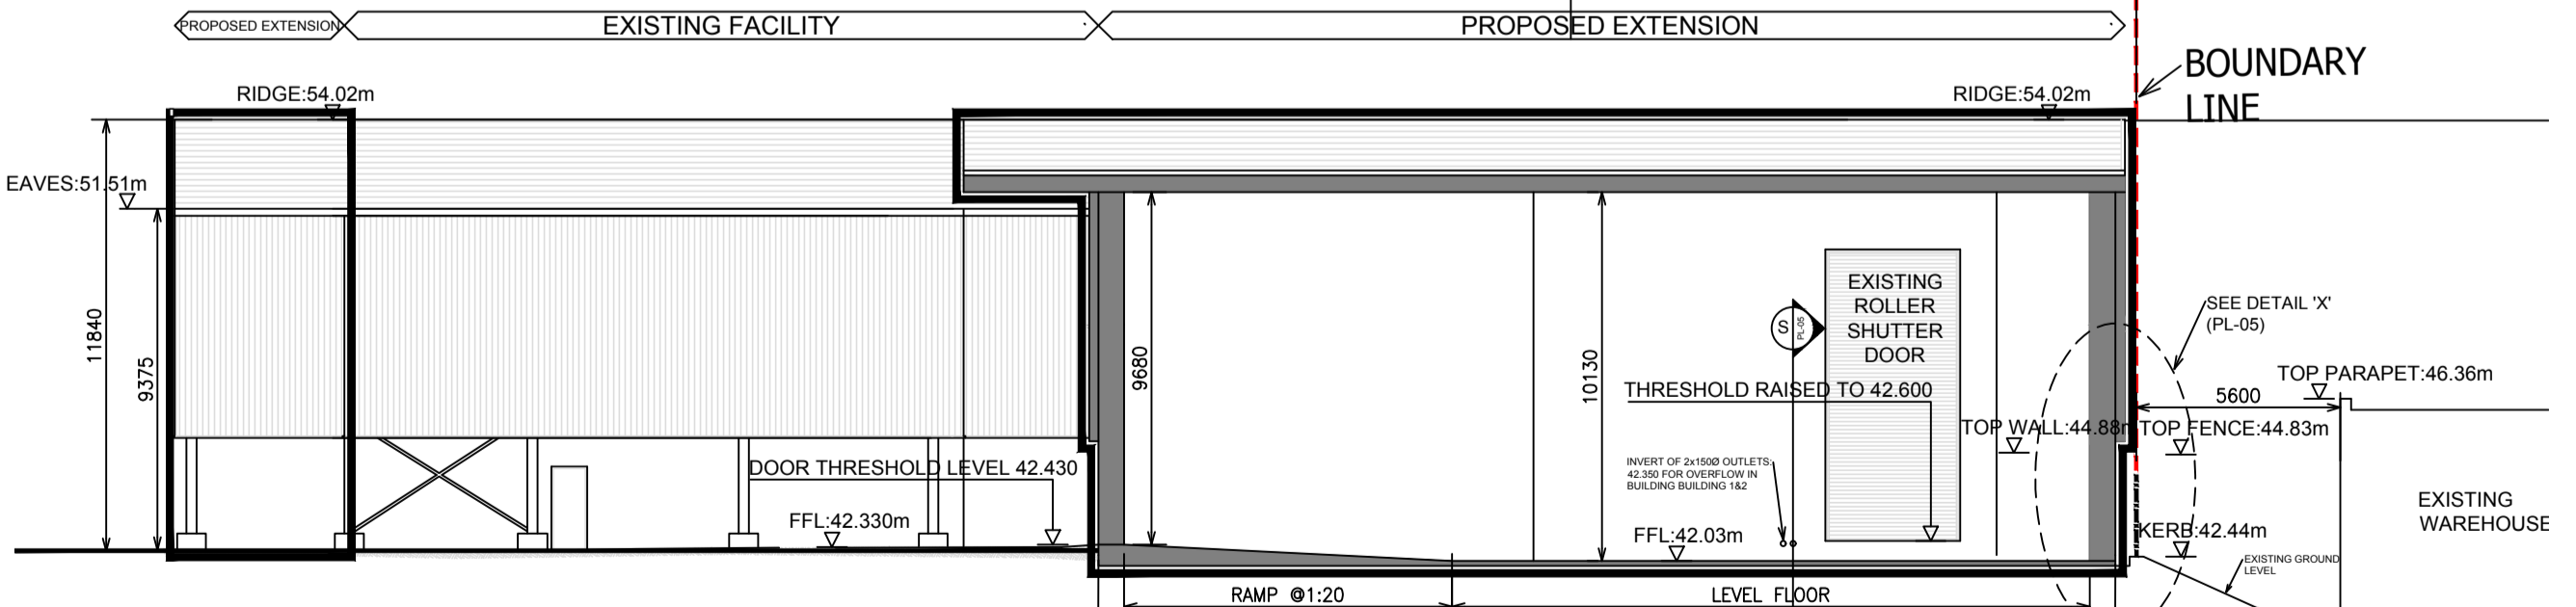 PROPOSED EXTENSION
EXISTING FACILITY
PROPOSED EXTENSION
BOUNDARY
LINE
RIDGE:54.02m
RIDGE:54.02m
EAVES:51.51m
11840
9375
9680
10130
EXISTING
ROLLER
SHUTTER
DOOR
S
PL-05
SEE DETAIL 'X'
(PL-05)
THRESHOLD RAISED TO 42.600
TOP PARAPET:46.36m
5600
TOP WALL:44.88m
TOP FENCE:44.83m
DOOR THRESHOLD LEVEL 42.430
INVERT OF 2x150Ø OUTLETS:
42.350 FOR OVERFLOW IN
BUILDING BUILDING 1&2
FFL:42.330m
FFL:42.03m
KERB:42.44m
EXISTING
WAREHOUSE
EXISTING GROUND
LEVEL
RAMP @1:20
LEVEL FLOOR